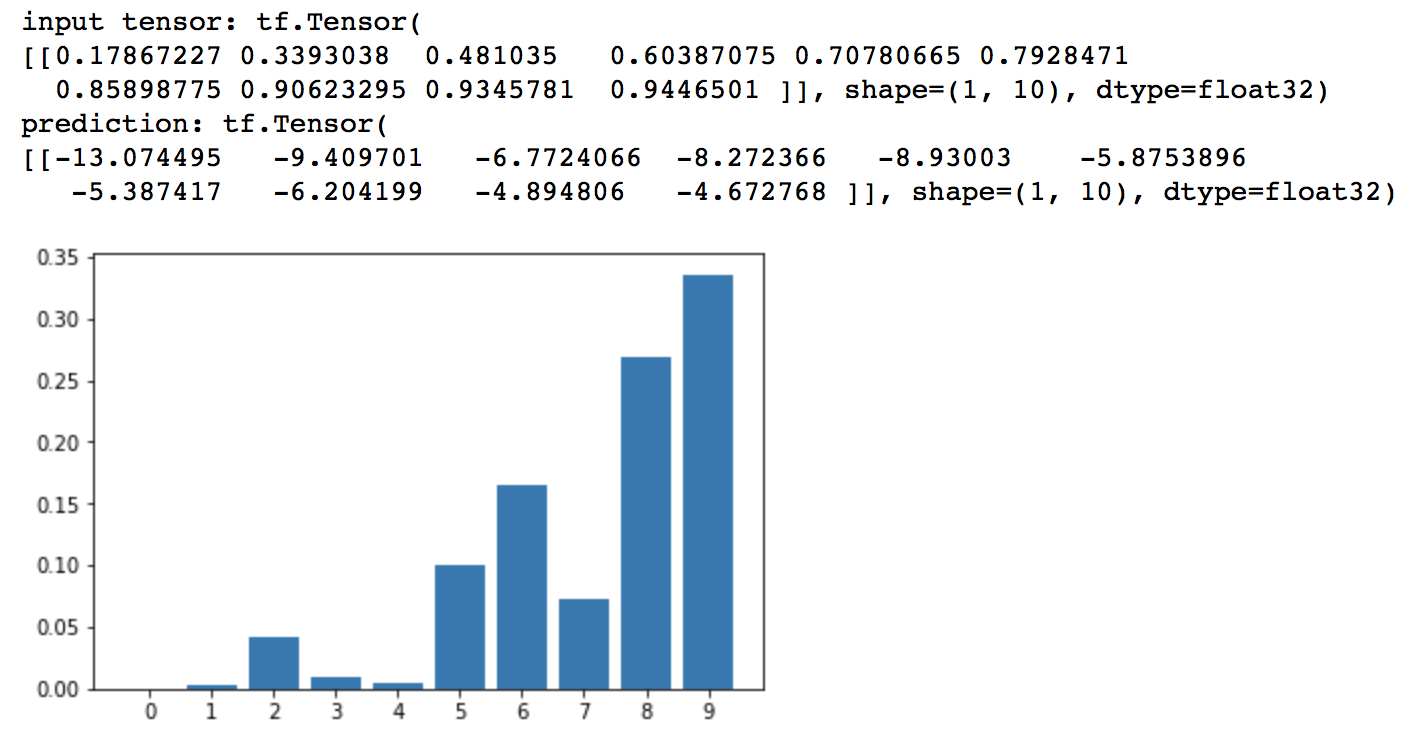 input tensor: tf.Tensor(
[[0.17867227 0.3393038  0.481035   0.60387075 0.70780665 0.7928471
  0.85898775 0.90623295 0.9345781  0.9446501 ]], shape=(1, 10), dtype=float32)
prediction: tf.Tensor(
[[-13.074495   -9.409701   -6.7724066  -8.272366   -8.93003    -5.8753896
   -5.387417   -6.204199   -4.894806   -4.672768 ]], shape=(1, 10), dtype=float32)
0.35
0.30
0.25
0.20
0.15
0.10
0.05
0.00
0 1 2 3 4 5 6 7 8 9